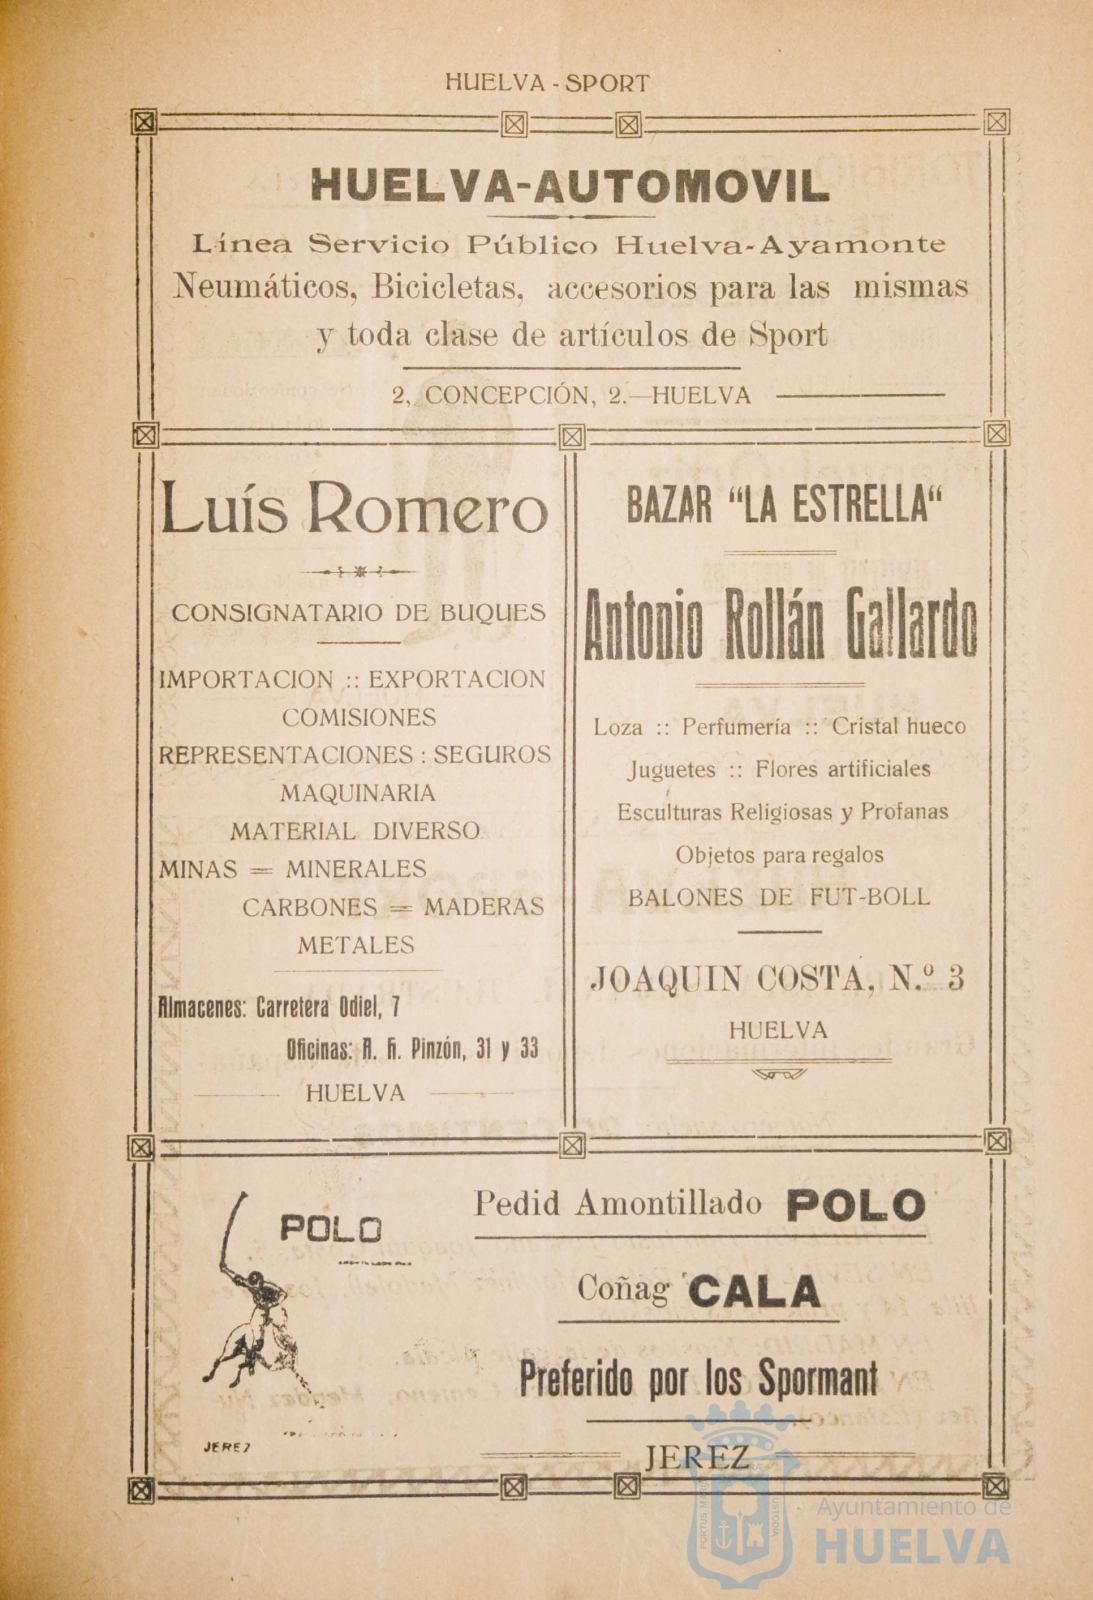 HUELVA - SPORT
HUELVA-AUTOMOVIL
Línea Servicio Público Huelva-Ayamonte
Neumáticos, Bicicletas, accesorios para las mismas
y toda clase de artículos de Sport
2, CONCEPCIÓN, 2.—HUELVA
Luís Romero
CONSIGNATARIO DE BUQUES
IMPORTACION :: EXPORTACION
COMISIONES
REPRESENTACIONES : SEGUROS
MAQUINARIA
MATERIAL DIVERSO
MINAS = MINERALES
CARBONES = MADERAS
METALES
Almacenes: Carretera Odiel, 7
Oficinas: A. H. Pinzón, 31 y 33
HUELVA
BAZAR “LA ESTRELLA“
Antonio Rollán Gallardo
Loza :: Perfumería :: Cristal hueco
Juguetes :: Flores artificiales
Esculturas Religiosas y Profanas
Objetos para regalos
BALONES DE FUT-BOLL
JOAQUIN COSTA, N.º 3
HUELVA
POLO
JEREZ
Pedid Amontillado POLO
Coñag CALA
Preferido por los Spormant
JEREZ
Ayuntamiento de
HUELVA